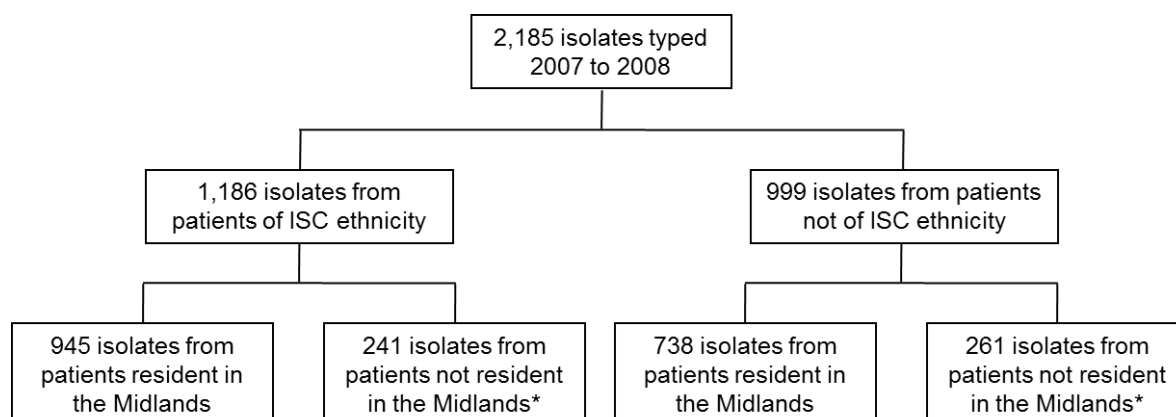 2,185 isolates typed
2007 to 2008
1,186 isolates from
patients of ISC ethnicity
999 isolates from patients
not of ISC ethnicity
945 isolates from
patients resident in
the Midlands
241 isolates from
patients not resident
in the Midlands*
738 isolates from
patients resident in
the Midlands
261 isolates from
patients not resident
in the Midlands*